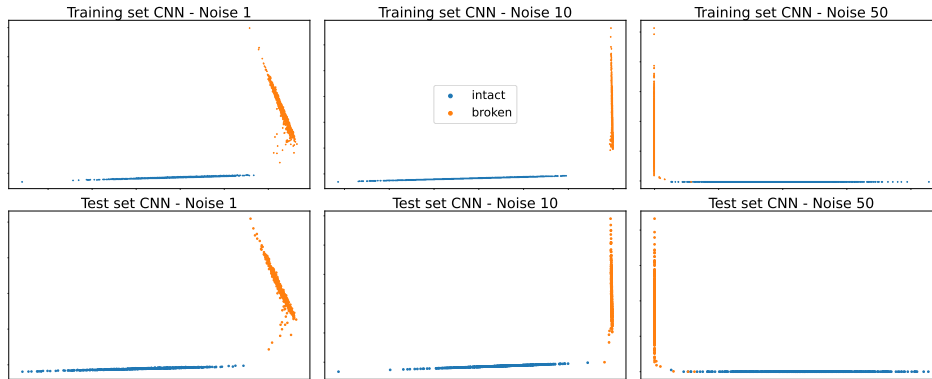 Training set CNN - Noise 1
Training set CNN - Noise 10
Training set CNN - Noise 50
intact
broken
Test set CNN - Noise 1
Test set CNN - Noise 10
Test set CNN - Noise 50